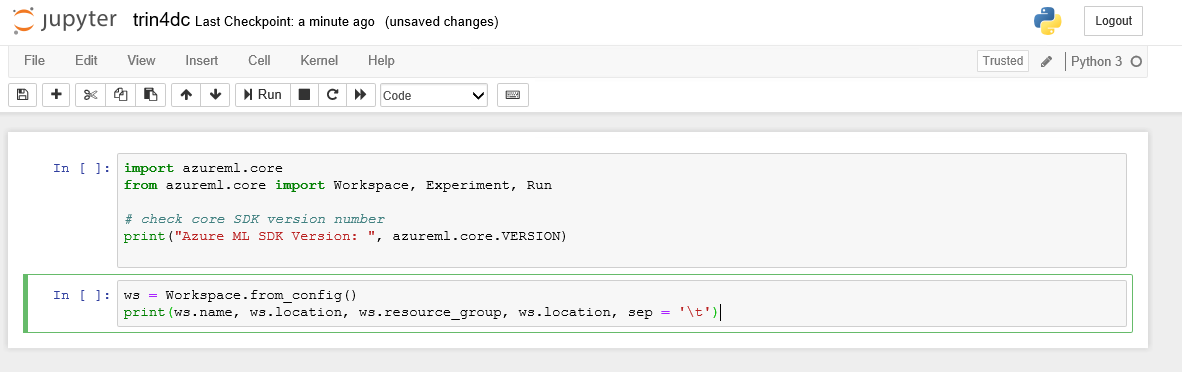 jupyter trin4dc Last Checkpoint: a minute ago (unsaved changes) Logout
File Edit View Insert Cell Kernel Help Trusted Python 3
Run Code
In [ ]: import azureml.core
from azureml.core import Workspace, Experiment, Run
# check core SDK version number
print("Azure ML SDK Version: ", azureml.core.VERSION)
In [ ]: ws = Workspace.from_config()
print(ws.name, ws.location, ws.resource_group, ws.location, sep = '\t')